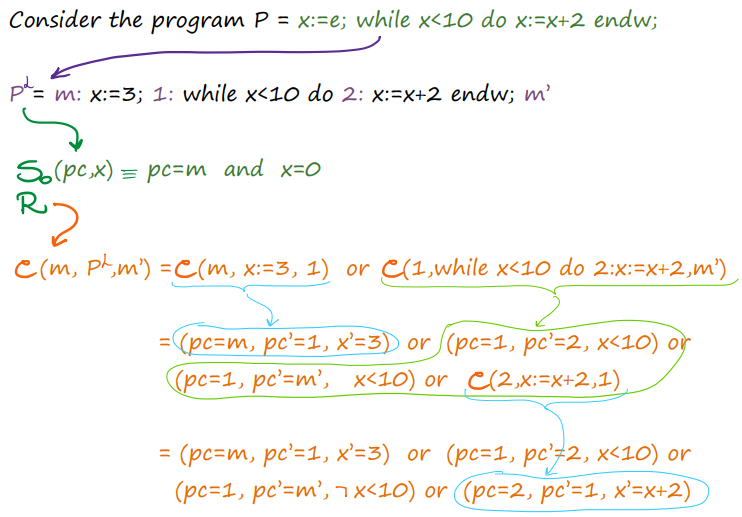 Consider the program P = x:=e; while x<10 do x:=x+2 endw;
P^L = m: x:=3; 1: while x<10 do 2: x:=x+2 endw; m'
S₀(pc,x) ≡ pc=m and x=0
R
C(m, P^L,m') = C(m, x:=3, 1) or C(1,while x<10 do 2:x:=x+2,m')
= (pc=m, pc'=1, x'=3) or (pc=1, pc'=2, x<10) or
(pc=1, pc'=m', x<10) or C(2,x:=x+2,1)
= (pc=m, pc'=1, x'=3) or (pc=1, pc'=2, x<10) or
(pc=1, pc'=m', ¬x<10) or (pc=2, pc'=1, x'=x+2)